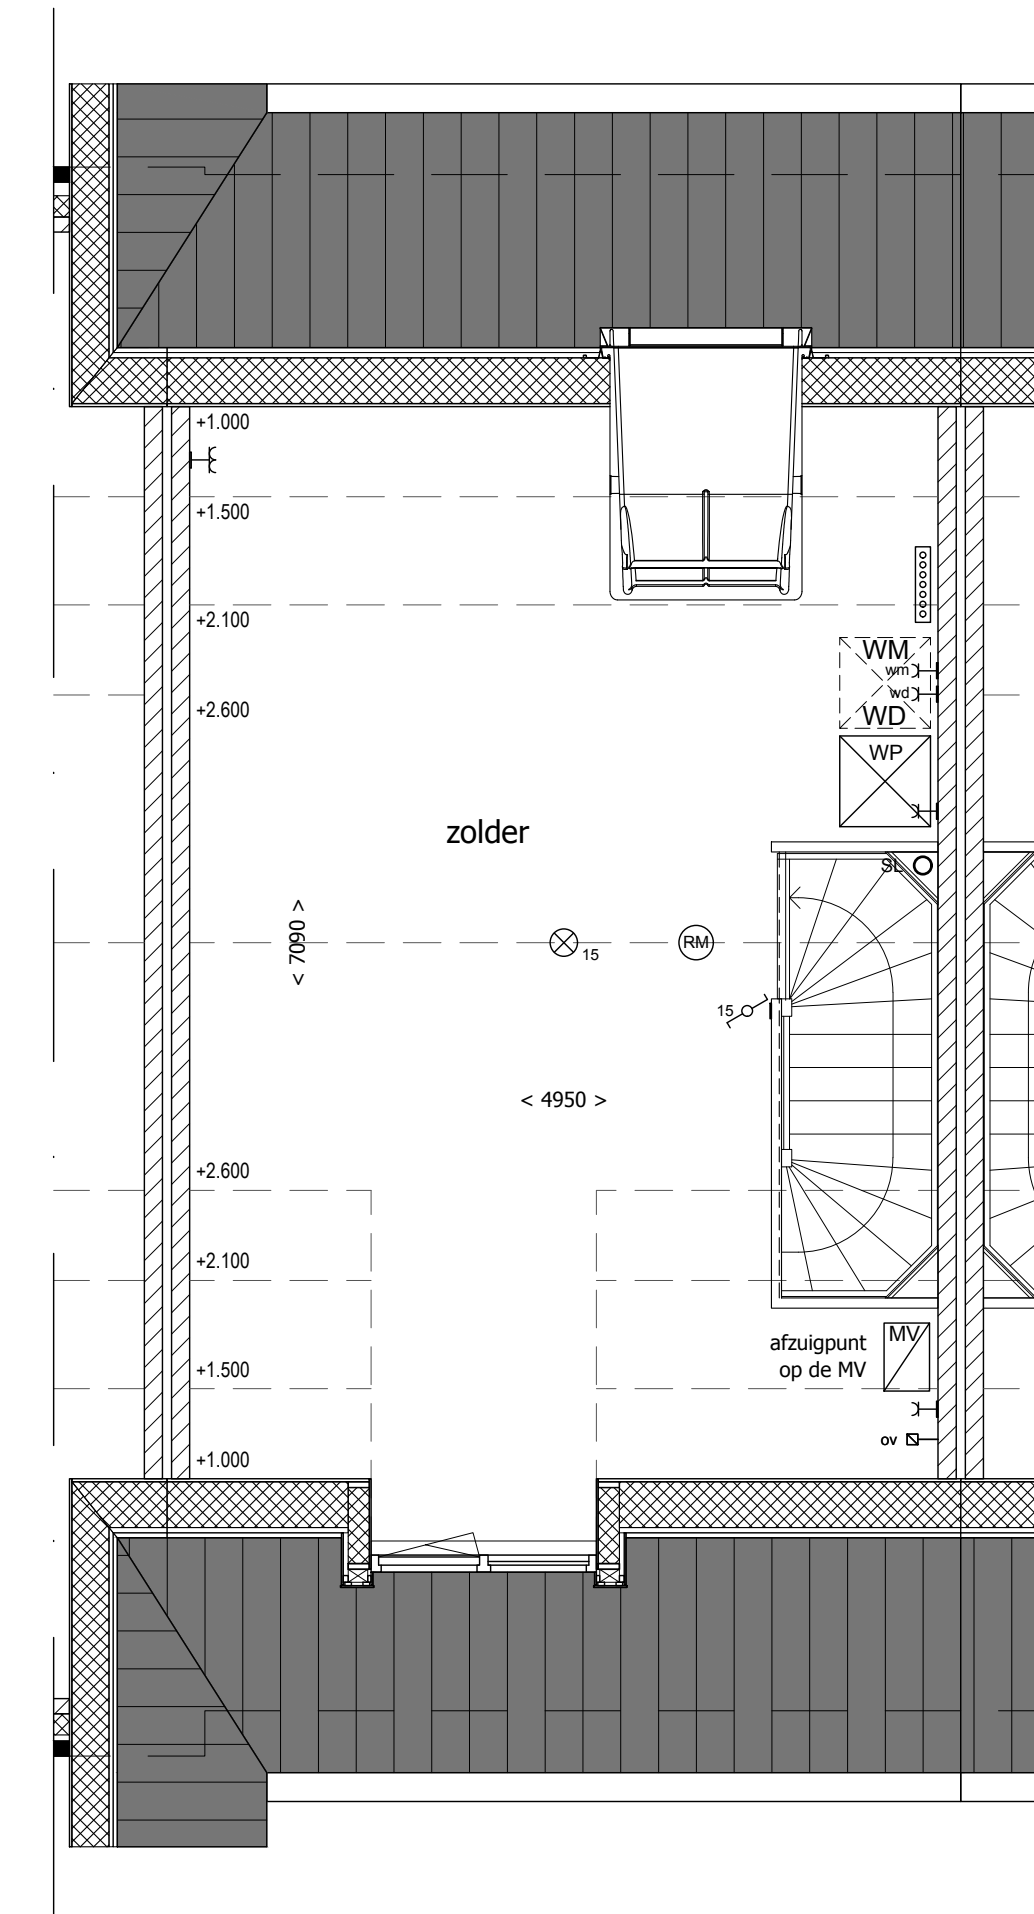 +1.000
+1.500
+2.100
+2.600
WM
wm
wd
WD
WP
zolder
SL
< 7090 >
15
RM
15
< 4950 >
+2.600
+2.100
afzuigpunt
op de MV
MV
+1.500
ov
+1.000